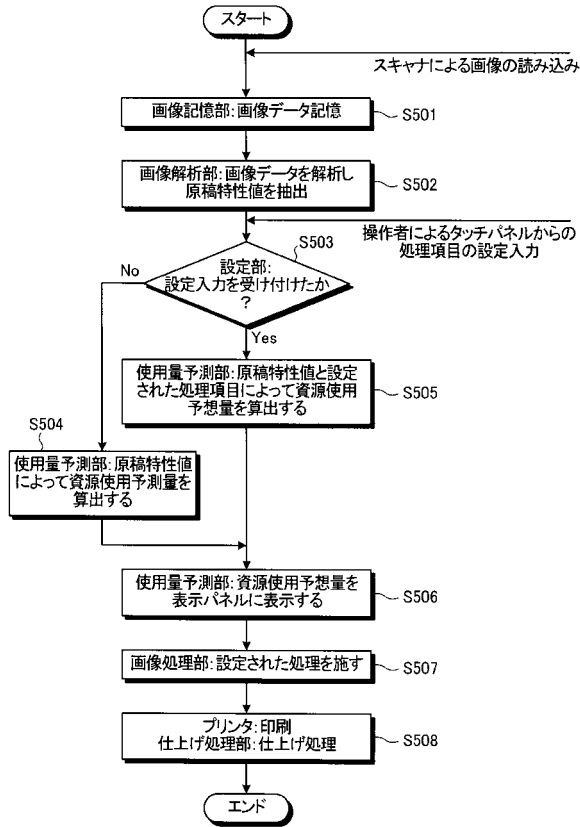 スタート
スキャナによる画像の読み込み
画像記憶部:画像データ記憶
S501
画像解析部:画像データを解析し
原稿特性値を抽出
S502
操作者によるタッチパネルからの
処理項目の設定入力
S503
設定部:
設定入力を受け付けたか
?
No
Yes
使用量予測部:原稿特性値と設定
された処理項目によって資源使用
予想量を算出する
S505
S504
使用量予測部:原稿特性値
によって資源使用予測量を
算出する
使用量予測部:資源使用予想量を
表示パネルに表示する
S506
画像処理部:設定された処理を施す
S507
プリンタ:印刷
仕上げ処理部:仕上げ処理
S508
エンド